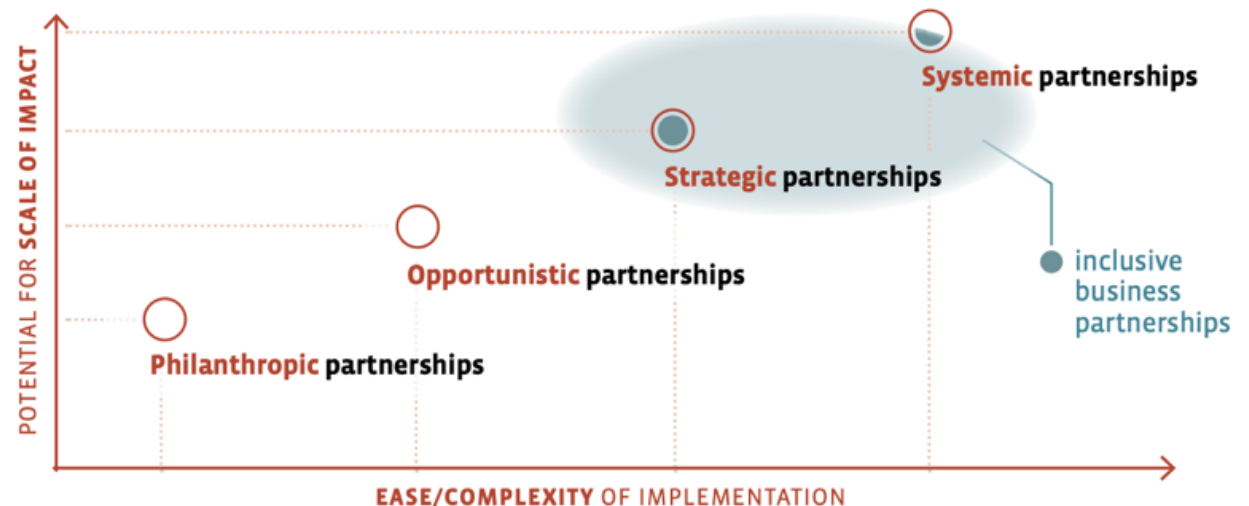 POTENTIAL FOR SCALE OF IMPACT
Systemic partnerships
Strategic partnerships
Opportunistic partnerships
Philanthropic partnerships
inclusive
business
partnerships
EASE/COMPLEXITY OF IMPLEMENTATION